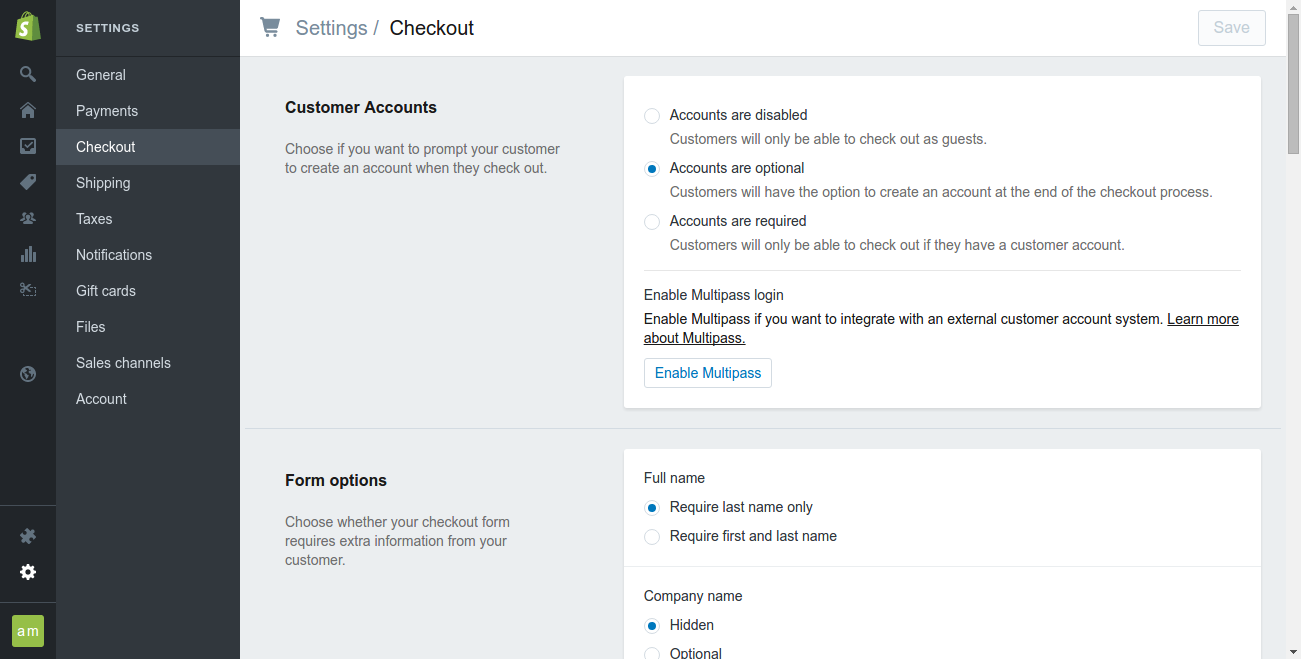 SETTINGS
General
Payments
Checkout
Shipping
Taxes
Notifications
Gift cards
Files
Sales channels
Account
am
Settings / Checkout
Save
Customer Accounts
Choose if you want to prompt your customer
to create an account when they check out.
Accounts are disabled
Customers will only be able to check out as guests.
Accounts are optional
Customers will have the option to create an account at the end of the checkout process.
Accounts are required
Customers will only be able to check out if they have a customer account.
Enable Multipass login
Enable Multipass if you want to integrate with an external customer account system. Learn more
about Multipass.
Enable Multipass
Form options
Choose whether your checkout form
requires extra information from your
customer.
Full name
Require last name only
Require first and last name
Company name
Hidden
Optional